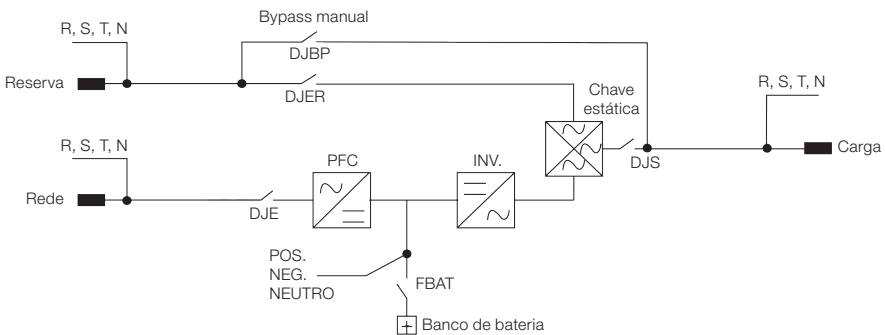 Bypass manual
R, S, T, N
DJBP
Reserva
DJER
Chave
estática
R, S, T, N
R, S, T, N
DJS
Carga
PFC
INV.
Rede
DJE
POS.
NEG.
NEUTRO
FBAT
Banco de bateria